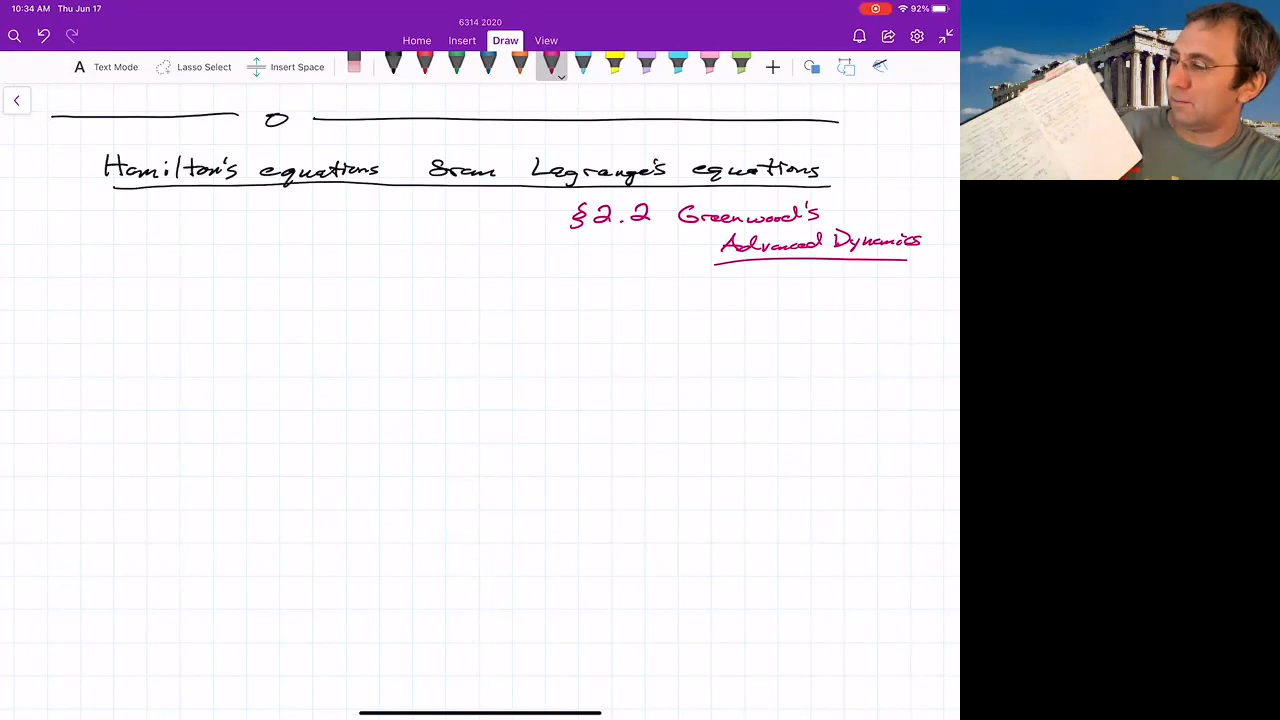 10:34 AM Thu Jun 17
92%
6314 2020
Home Insert Draw View
A Text Mode Lasso Select Insert Space
Hamilton's equations from Lagrange's equations
§2.2 Greenwood's
Advanced Dynamics